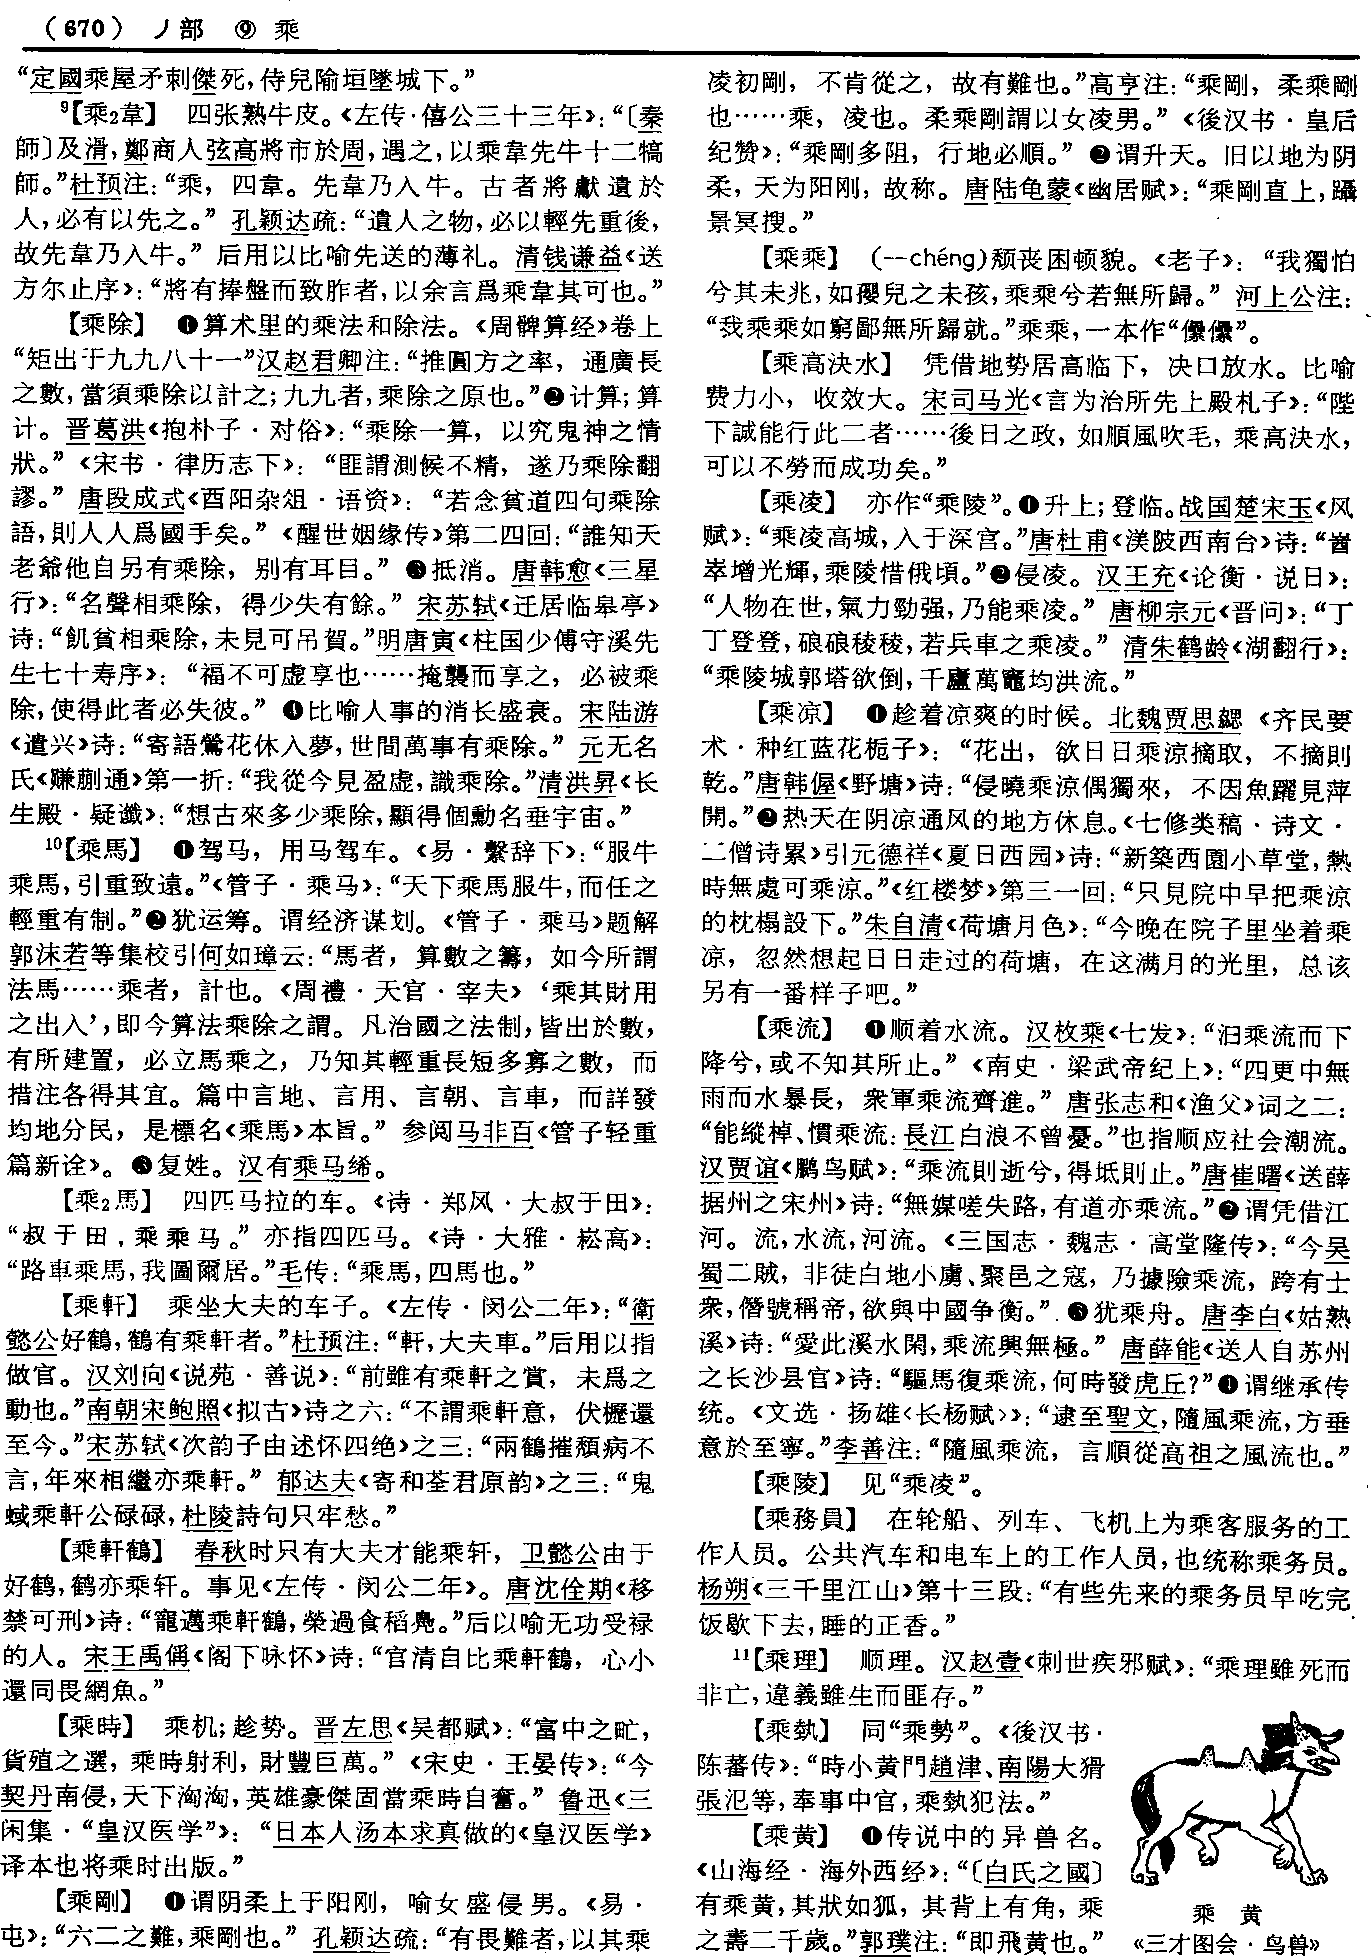 （670） 丿部 ⑨ 乘
“定國乘屋矛刺傑死，侍兒隃垣墜城下。”
⁹【乘₂韋】 四张熟牛皮。《左传·僖公三十三年》：“〔秦
師〕及滑，鄭商人弦高將市於周，遇之，以乘韋先牛十二犒
師。”杜预注：“乘，四韋。先韋乃入牛。古者將獻遺於
人，必有以先之。” 孔颖达疏：“遺人之物，必以輕先重後，
故先韋乃入牛。” 后用以比喻先送的薄礼。清钱谦益《送
方尔止序》：“將有捧盤而致胙者，以余言爲乘韋其可也。”
【乘除】 ❶算术里的乘法和除法。《周髀算经》卷上
“矩出于九九八十一”汉赵君卿注：“推圓方之率，通廣長
之數，當須乘除以計之；九九者，乘除之原也。”❷计算；算
计。晋葛洪《抱朴子·对俗》：“乘除一算，以究鬼神之情
狀。”《宋书·律历志下》：“匪謂測候不精，遂乃乘除翻
謬。” 唐段成式《酉阳杂俎·语资》：“若念貧道四句乘除
語，則人人爲國手矣。”《醒世姻缘传》第二四回：“誰知天
老爺他自另有乘除，别有耳目。” ❸抵消。唐韩愈《三星
行》：“名聲相乘除，得少失有餘。” 宋苏轼《迁居临皋亭》
诗：“飢貧相乘除，未見可吊賀。”明唐寅《柱国少傅守溪先
生七十寿序》：“福不可虚享也……掩襲而享之，必被乘
除，使得此者必失彼。” ❹比喻人事的消长盛衰。宋陆游
《遣兴》诗：“寄語鶯花休入夢，世間萬事有乘除。” 元无名
氏《赚蒯通》第一折：“我從今見盈虚，識乘除。”清洪昇《长
生殿·疑谶》：“想古來多少乘除，顯得個勳名垂宇宙。”
¹⁰【乘馬】 ❶驾马，用马驾车。《易·繫辞下》：“服牛
乘馬，引重致遠。”《管子·乘马》：“天下乘馬服牛，而任之
輕重有制。”❷犹运筹。谓经济谋划。《管子·乘马》题解
郭沫若等集校引何如璋云：“馬者，算數之籌，如今所謂
法馬……乘者，計也。《周禮·天官·宰夫》‘乘其財用
之出入’，即今算法乘除之謂。凡治國之法制，皆出於數，
有所建置，必立馬乘之，乃知其輕重長短多寡之數，而
措注各得其宜。篇中言地、言用、言朝、言車，而詳發
均地分民，是標名《乘馬》本旨。” 参阅马非百《管子轻重
篇新诠》。❸复姓。汉有乘马𫄨。
【乘₂馬】 四匹马拉的车。《诗·郑风·大叔于田》：
“叔于田，乘乘马。” 亦指四匹马。《诗·大雅·崧高》：
“路車乘馬，我圖爾居。”毛传：“乘馬，四馬也。”
【乘軒】 乘坐大夫的车子。《左传·闵公二年》：“衛
懿公好鶴，鶴有乘軒者。”杜预注：“軒，大夫車。”后用以指
做官。汉刘向《说苑·善说》：“前雖有乘軒之賞，未爲之
動也。”南朝宋鲍照《拟古》诗之六：“不謂乘軒意，伏櫪還
至今。”宋苏轼《次韵子由述怀四绝》之三：“兩鶴摧頹病不
言，年來相繼亦乘軒。” 郁达夫《寄和荃君原韵》之三：“鬼
蜮乘軒公碌碌，杜陵詩句只牢愁。”
【乘軒鶴】 春秋时只有大夫才能乘轩，卫懿公由于
好鹤，鹤亦乘轩。事见《左传·闵公二年》。唐沈佺期《移
禁司刑》诗：“寵邁乘軒鶴，榮過食稻鳧。”后以喻无功受禄
的人。宋王禹偁《阁下咏怀》诗：“官清自比乘軒鶴，心小
還同畏網魚。”
【乘時】 乘机；趁势。晋左思《吴都赋》：“富中之甿，
貨殖之選，乘時射利，財豐巨萬。”《宋史·王晏传》：“今
契丹南侵，天下洶洶，英雄豪傑固當乘時自奮。” 鲁迅《三
闲集·“皇汉医学”》：“日本人汤本求真做的《皇汉医学》
译本也将乘时出版。”
【乘剛】 ❶谓阴柔上于阳刚，喻女盛侵男。《易·
屯》：“六二之難，乘剛也。” 孔颖达疏：“有畏難者，以其乘
凌初剛，不肯從之，故有難也。”高亨注：“乘剛，柔乘剛
也……乘，凌也。柔乘剛謂以女凌男。”《後汉书·皇后
纪赞》：“乘剛多阻，行地必順。” ❷谓升天。旧以地为阴
柔，天为阳刚，故称。唐陆龟蒙《幽居赋》：“乘剛直上，躡
景冥搜。”
【乘乘】 （－－chéng）颓丧困顿貌。《老子》：“我獨怕
兮其未兆，如孾兒之未孩，乘乘兮若無所歸。” 河上公注：
“我乘乘如窮鄙無所歸就。”乘乘，一本作“儽儽”。
【乘高决水】 凭借地势居高临下，决口放水。比喻
费力小，收效大。宋司马光《言为治所先上殿札子》：“陛
下誠能行此二者……後日之政，如順風吹毛，乘高决水，
可以不勞而成功矣。”
【乘凌】 亦作“乘陵”。❶升上；登临。战国楚宋玉《风
赋》：“乘凌高城，入于深宫。”唐杜甫《渼陂西南台》诗：“㟙
崒增光輝，乘陵惜俄頃。”❷侵凌。汉王充《论衡·说日》：
“人物在世，氣力勁强，乃能乘凌。” 唐柳宗元《晋问》：“丁
丁登登，硠硠稜稜，若兵車之乘凌。” 清朱鹤龄《湖翻行》：
“乘陵城郭塔欲倒，千廬萬竈均洪流。”
【乘凉】 ❶趁着凉爽的时候。北魏贾思勰《齐民要
术·种红蓝花栀子》：“花出，欲日日乘涼摘取，不摘則
乾。”唐韩偓《野塘》诗：“侵曉乘涼偶獨來，不因魚躍見萍
開。”❷热天在阴凉通风的地方休息。《七修类稿·诗文·
二僧诗累》引元德祥《夏日西园》诗：“新築西園小草堂，熱
時無處可乘涼。”《红楼梦》第三一回：“只見院中早把乘涼
的枕榻設下。”朱自清《荷塘月色》：“今晚在院子里坐着乘
凉，忽然想起日日走过的荷塘，在这满月的光里，总该
另有一番样子吧。”
【乘流】 ❶顺着水流。汉枚乘《七发》：“汩乘流而下
降兮，或不知其所止。”《南史·梁武帝纪上》：“四更中無
雨而水暴長，衆軍乘流齊進。” 唐张志和《渔父》词之二：
“能縱棹、慣乘流：長江白浪不曾憂。”也指顺应社会潮流。
汉贾谊《鵩鸟赋》：“乘流則逝兮，得坻則止。”唐崔曙《送薛
据州之宋州》诗：“無媒嗟失路，有道亦乘流。”❷谓凭借江
河。流，水流，河流。《三国志·魏志·高堂隆传》：“今吴
蜀二賊，非徒白地小虜、聚邑之寇，乃據險乘流，跨有士
衆，僭號稱帝，欲與中國争衡。” ❸犹乘舟。唐李白《姑熟
溪》诗：“愛此溪水閑，乘流興無極。” 唐薛能《送人自苏州
之长沙县官》诗：“驅馬復乘流，何時發虎丘？”❹谓继承传
统。《文选·扬雄〈长杨赋〉》：“逮至聖文，隨風乘流，方垂
意於至寧。”李善注：“隨風乘流，言順從高祖之風流也。”
【乘陵】 见“乘凌”。
【乘務員】 在轮船、列车、飞机上为乘客服务的工
作人员。公共汽车和电车上的工作人员，也统称乘务员。
杨朔《三千里江山》第十三段：“有些先来的乘务员早吃完
饭歇下去，睡的正香。”
¹¹【乘理】 顺理。汉赵壹《刺世疾邪赋》：“乘理雖死而
非亡，違義雖生而匪存。”
【乘埶】 同“乘勢”。《後汉书·
陈蕃传》：“時小黄門趙津、南陽大猾
張氾等，奉事中官，乘埶犯法。”
【乘黄】 ❶传说中的异兽名。
《山海经·海外西经》：“〔白氏之國〕
有乘黄，其狀如狐，其背上有角，乘
之壽二千歲。”郭璞注：“即飛黄也。”
乘 黄
《三才图会·鸟兽》